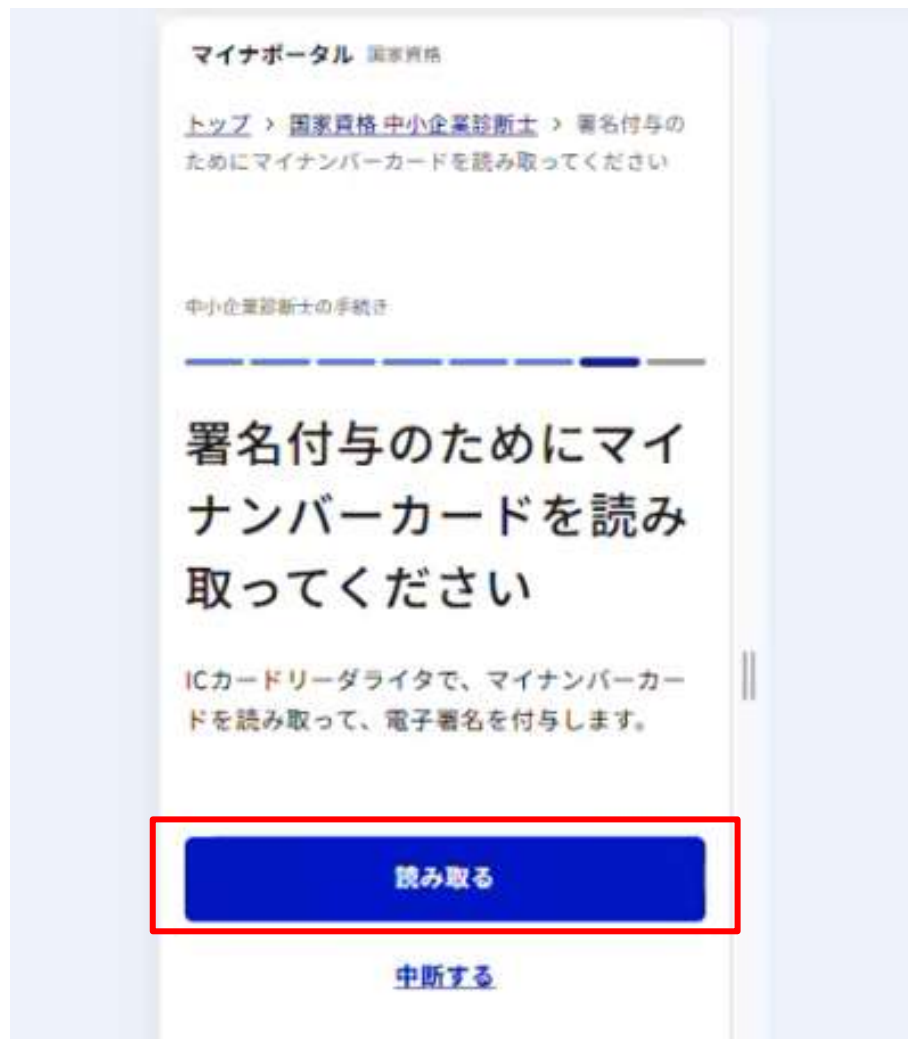 マイナポータル 国家資格
トップ > 国家資格 中小企業診断士 > 署名付与の
ためにマイナンバーカードを読み取ってください
中小企業診断士の手続き
署名付与のためにマイ
ナンバーカードを読み
取ってください
ICカードリーダライタで、マイナンバーカー
ドを読み取って、電子署名を付与します。
読み取る
中断する